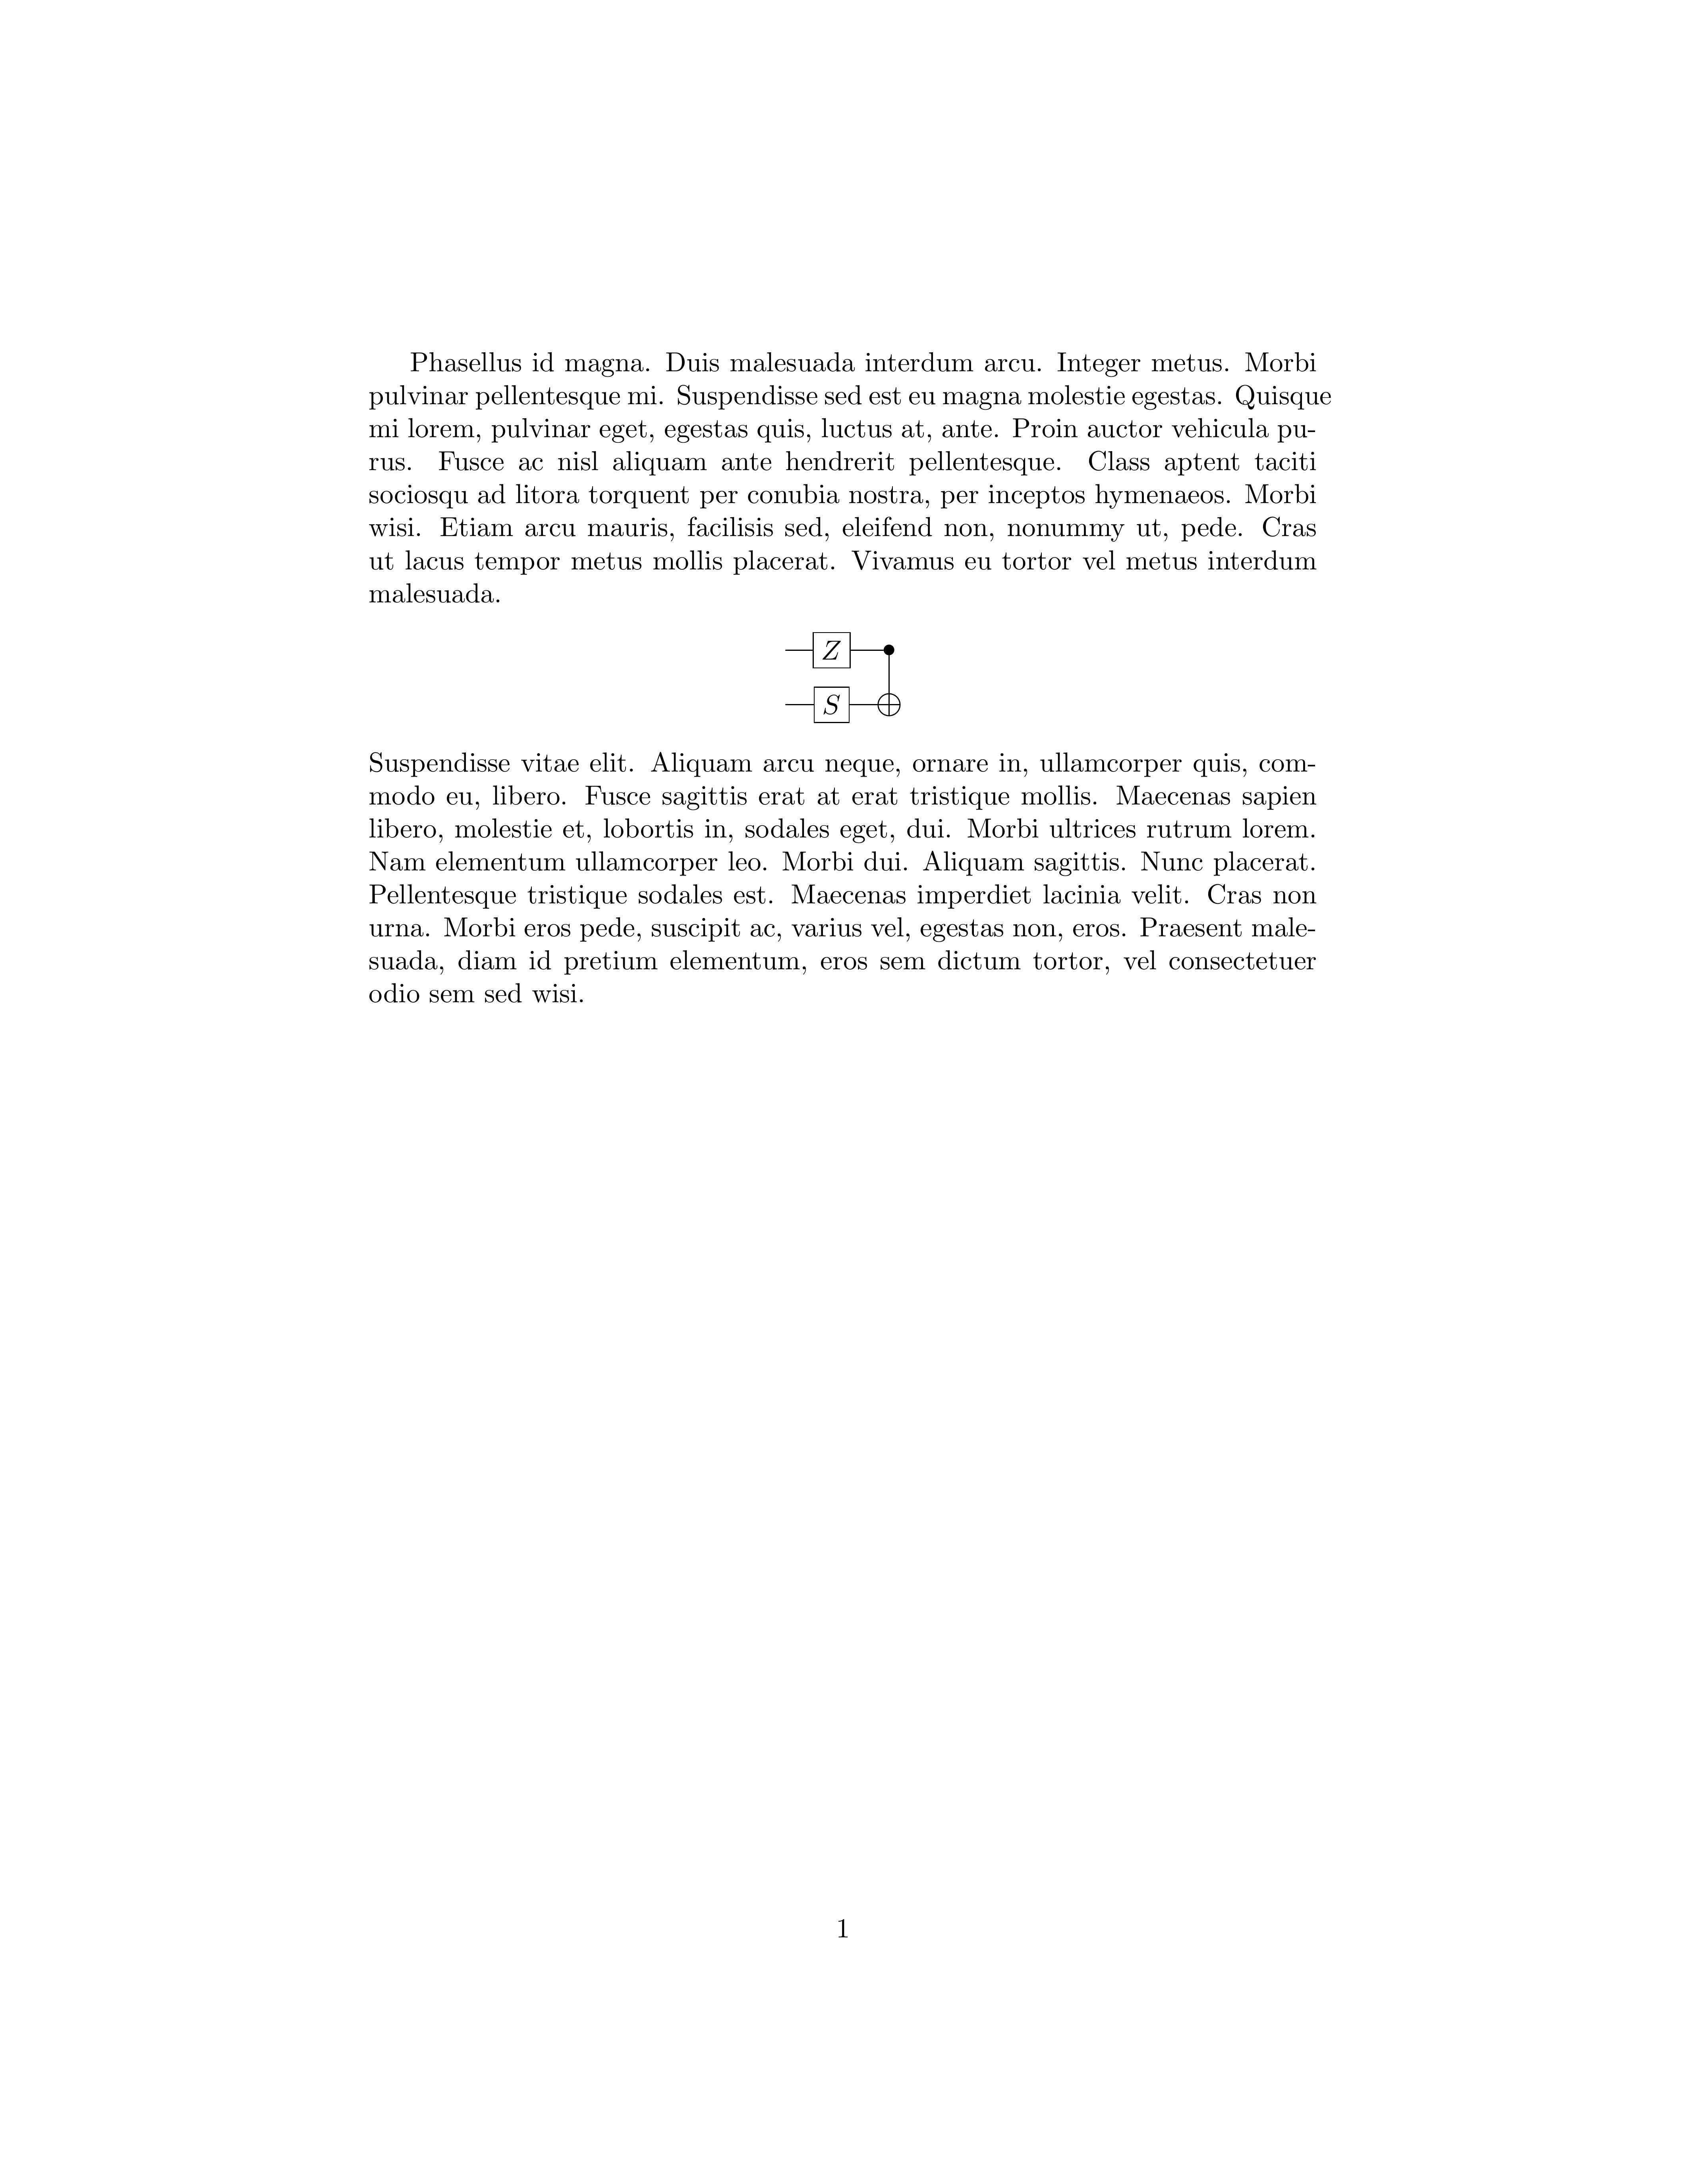 Phasellus id magna. Duis malesuada interdum arcu. Integer metus. Morbi
pulvinar pellentesque mi. Suspendisse sed est eu magna molestie egestas. Quisque
mi lorem, pulvinar eget, egestas quis, luctus at, ante. Proin auctor vehicula pu-
rus. Fusce ac nisl aliquam ante hendrerit pellentesque. Class aptent taciti
sociosqu ad litora torquent per conubia nostra, per inceptos hymenaeos. Morbi
wisi. Etiam arcu mauris, facilisis sed, eleifend non, nonummy ut, pede. Cras
ut lacus tempor metus mollis placerat. Vivamus eu tortor vel metus interdum
malesuada.
Z
S
Suspendisse vitae elit. Aliquam arcu neque, ornare in, ullamcorper quis, com-
modo eu, libero. Fusce sagittis erat at erat tristique mollis. Maecenas sapien
libero, molestie et, lobortis in, sodales eget, dui. Morbi ultrices rutrum lorem.
Nam elementum ullamcorper leo. Morbi dui. Aliquam sagittis. Nunc placerat.
Pellentesque tristique sodales est. Maecenas imperdiet lacinia velit. Cras non
urna. Morbi eros pede, suscipit ac, varius vel, egestas non, eros. Praesent male-
suada, diam id pretium elementum, eros sem dictum tortor, vel consectetuer
odio sem sed wisi.
1